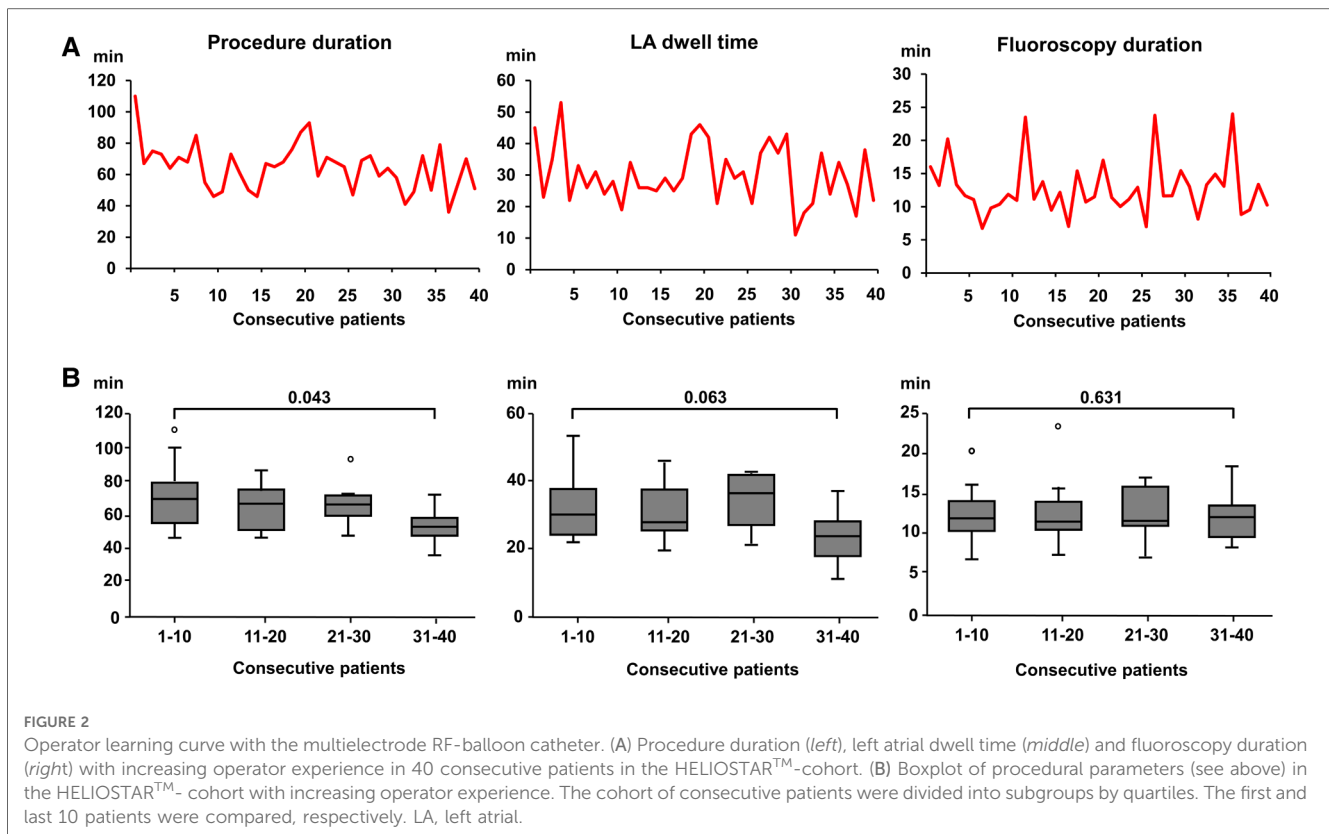 A
Procedure duration
LA dwell time
Fluoroscopy duration
min
120
100
80
60
40
20
0
5 10 15 20 25 30 35 40
Consecutive patients
min
60
50
40
30
20
10
0
5 10 15 20 25 30 35 40
Consecutive patients
min
30
25
20
15
10
5
0
5 10 15 20 25 30 35 40
Consecutive patients
B
min
0.043
120
100
80
60
40
20
0
1-10 11-20 21-30 31-40
Consecutive patients
min
0.063
60
40
20
0
1-10 11-20 21-30 31-40
Consecutive patients
min
0.631
25
20
15
10
5
0
1-10 11-20 21-30 31-40
Consecutive patients
FIGURE 2
Operator learning curve with the multielectrode RF-balloon catheter. (A) Procedure duration (left), left atrial dwell time (middle) and fluoroscopy duration
(right) with increasing operator experience in 40 consecutive patients in the HELIOSTAR™-cohort. (B) Boxplot of procedural parameters (see above) in
the HELIOSTAR™- cohort with increasing operator experience. The cohort of consecutive patients were divided into subgroups by quartiles. The first and
last 10 patients were compared, respectively. LA, left atrial.